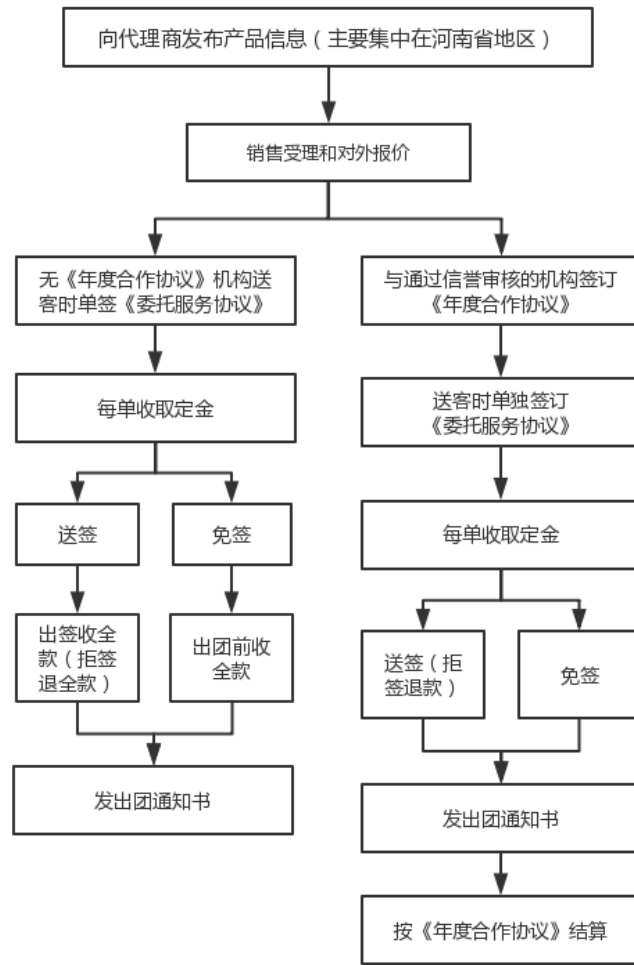 向代理商发布产品信息（主要集中在河南省地区）
销售受理和对外报价
无《年度合作协议》机构送
客时单签《委托服务协议》
与通过信誉审核的机构签订
《年度合作协议》
每单收取定金
送客时单独签订
《委托服务协议》
送签
免签
每单收取定金
出签收全
款（拒签
退全款）
出团前收
全款
送签（拒
签退款）
免签
发出团通知书
发出团通知书
按《年度合作协议》结算